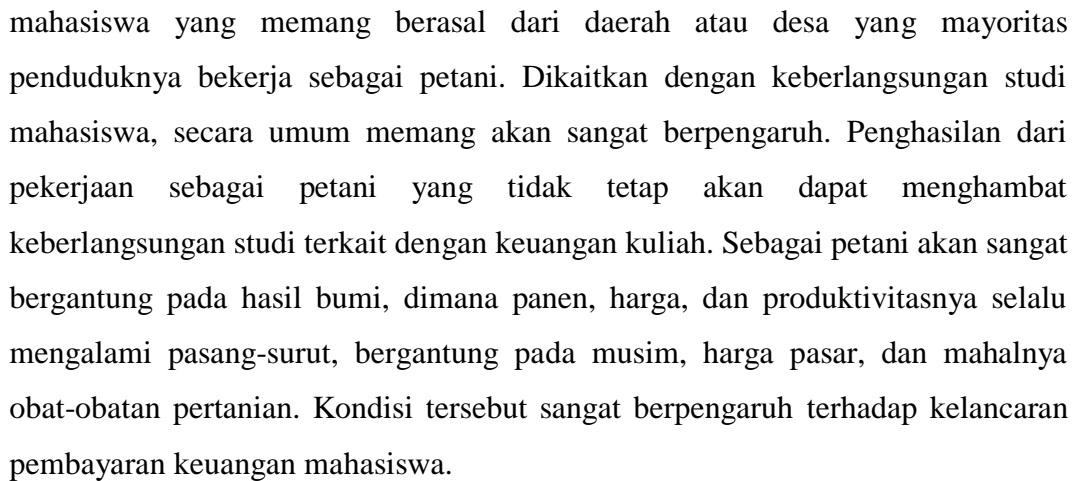 mahasiswa yang memang berasal dari daerah atau desa yang mayoritas
penduduknya bekerja sebagai petani. Dikaitkan dengan keberlangsungan studi
mahasiswa, secara umum memang akan sangat berpengaruh. Penghasilan dari
pekerjaan sebagai petani yang tidak tetap akan dapat menghambat
keberlangsungan studi terkait dengan keuangan kuliah. Sebagai petani akan sangat
bergantung pada hasil bumi, dimana panen, harga, dan produktivitasnya selalu
mengalami pasang-surut, bergantung pada musim, harga pasar, dan mahalnya
obat-obatan pertanian. Kondisi tersebut sangat berpengaruh terhadap kelancaran
pembayaran keuangan mahasiswa.